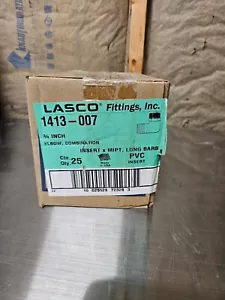 LASCO® Fittings, Inc.
1413-007
¾ INCH
ELBOW, COMBINATION
INSERT x MIPT, LONG BARB
Ctn
Qty 25
PVC
INSERT